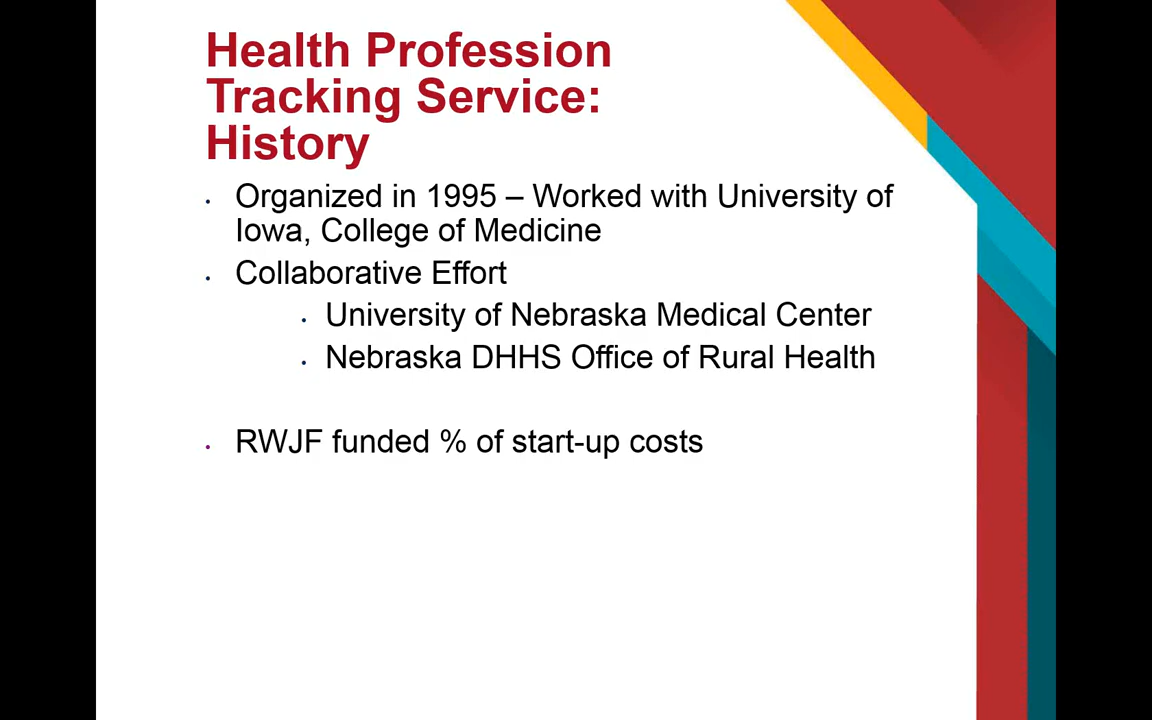 Health Profession
Tracking Service:
History
• Organized in 1995 – Worked with University of
Iowa, College of Medicine
• Collaborative Effort
• University of Nebraska Medical Center
• Nebraska DHHS Office of Rural Health
• RWJF funded % of start-up costs